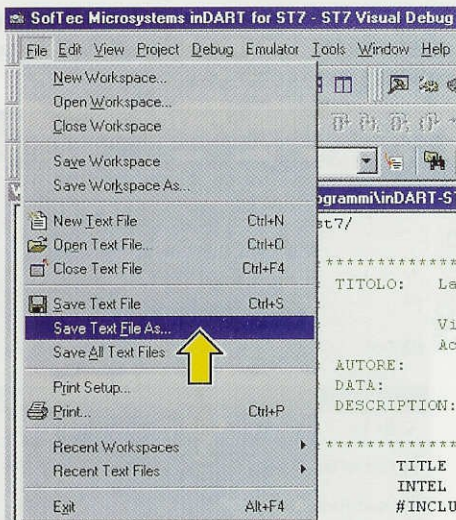 SofTec Microsystems inDART for ST7 - ST7 Visual Debug
File Edit View Project Debug Emulator Tools Window Help
New Workspace...
Open Workspace...
Close Workspace
Save Workspace
Save Workspace As...
ogrammi\inDART-ST
New Text File Ctrl+N
st7/
Open Text File... Ctrl+O
Close Text File Ctrl+F4
*************
TITOLO: La
Save Text File Ctrl+S
Save Text File As...
Vi
Save All Text Files
Ac
AUTORE:
Print Setup...
DATA:
Print... Ctrl+P
DESCRIPTION:
Recent Workspaces
*************
Recent Text Files
TITLE
INTEL
Exit Alt+F4
#INCLU